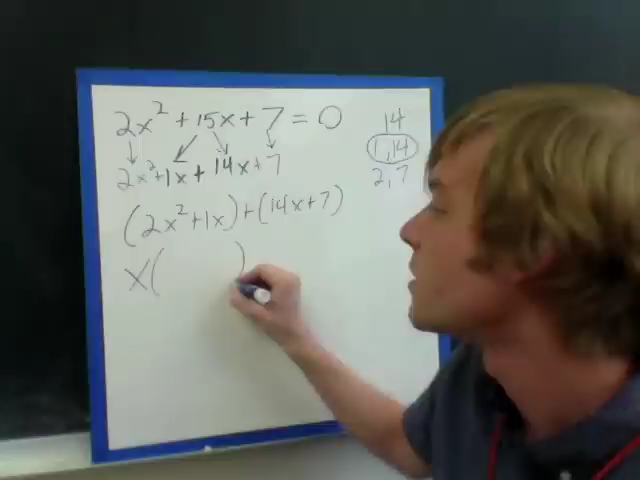 2x² + 15x + 7 = 0
14
1, 14
2x² + 1x + 14x + 7
2, 7
(2x² + 1x) + (14x + 7)
x( )